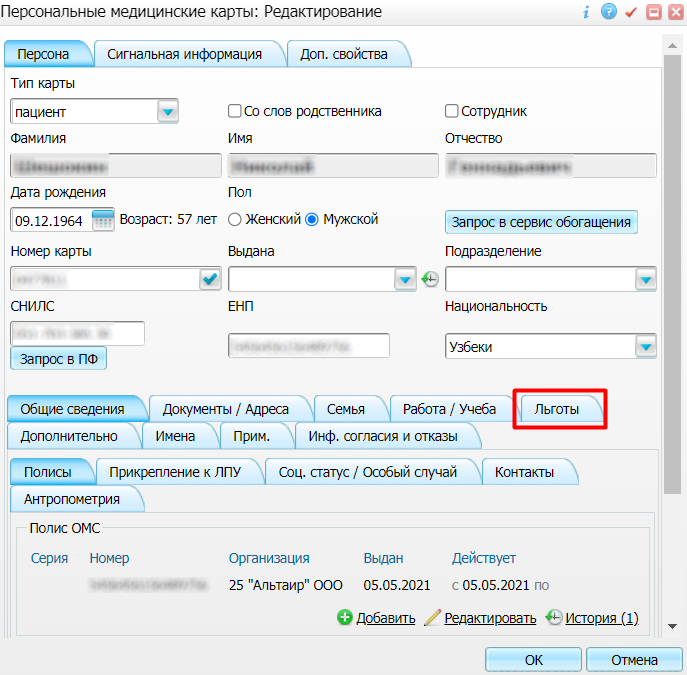 Персональные медицинские карты: Редактирование
Персона Сигнальная информация Доп. свойства
Тип карты
пациент Со слов родственника Сотрудник
Фамилия Имя Отчество
Дата рождения Пол
09.12.1964 Возраст: 57 лет Женский Мужской Запрос в сервис обогащения
Номер карты Выдана Подразделение
СНИЛС ЕНП Национальность
Узбеки
Запрос в ПФ
Общие сведения Документы / Адреса Семья Работа / Учеба Льготы
Дополнительно Имена Прим. Инф. согласия и отказы
Полисы Прикрепление к ЛПУ Соц. статус / Особый случай Контакты
Антропометрия
Полис ОМС
Серия Номер Организация Выдан Действует
25 "Альтаир" ООО 05.05.2021 с 05.05.2021 по
Добавить Редактировать История (1)
ОК Отмена